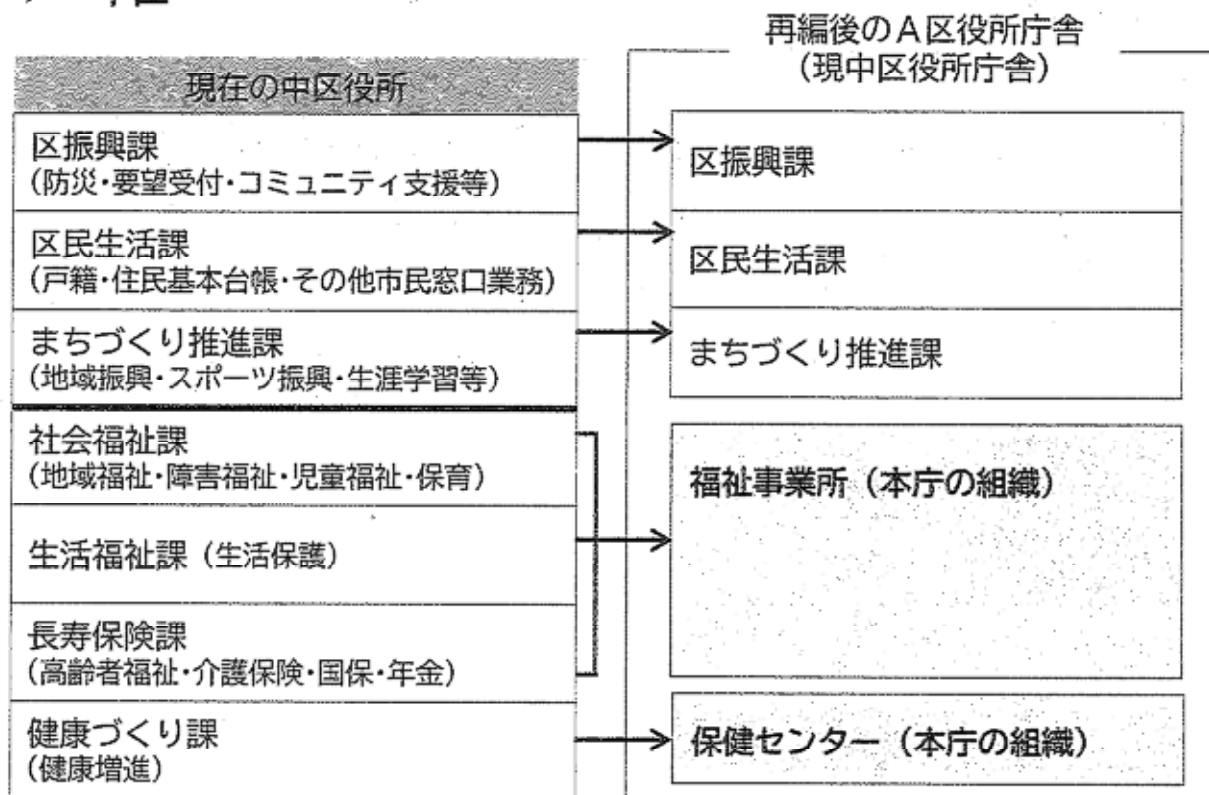 再編後のA区役所庁舎
(現中区役所庁舎)
現在の中区役所
区振興課
(防災・要望受付・コミュニティ支援等)
区民生活課
(戸籍・住民基本台帳・その他市民窓口業務)
まちづくり推進課
(地域振興・スポーツ振興・生涯学習等)
社会福祉課
(地域福祉・障害福祉・児童福祉・保育)
生活福祉課(生活保護)
長寿保険課
(高齢者福祉・介護保険・国保・年金)
健康づくり課
(健康増進)
区振興課
区民生活課
まちづくり推進課
福祉事業所(本庁の組織)
保健センター(本庁の組織)